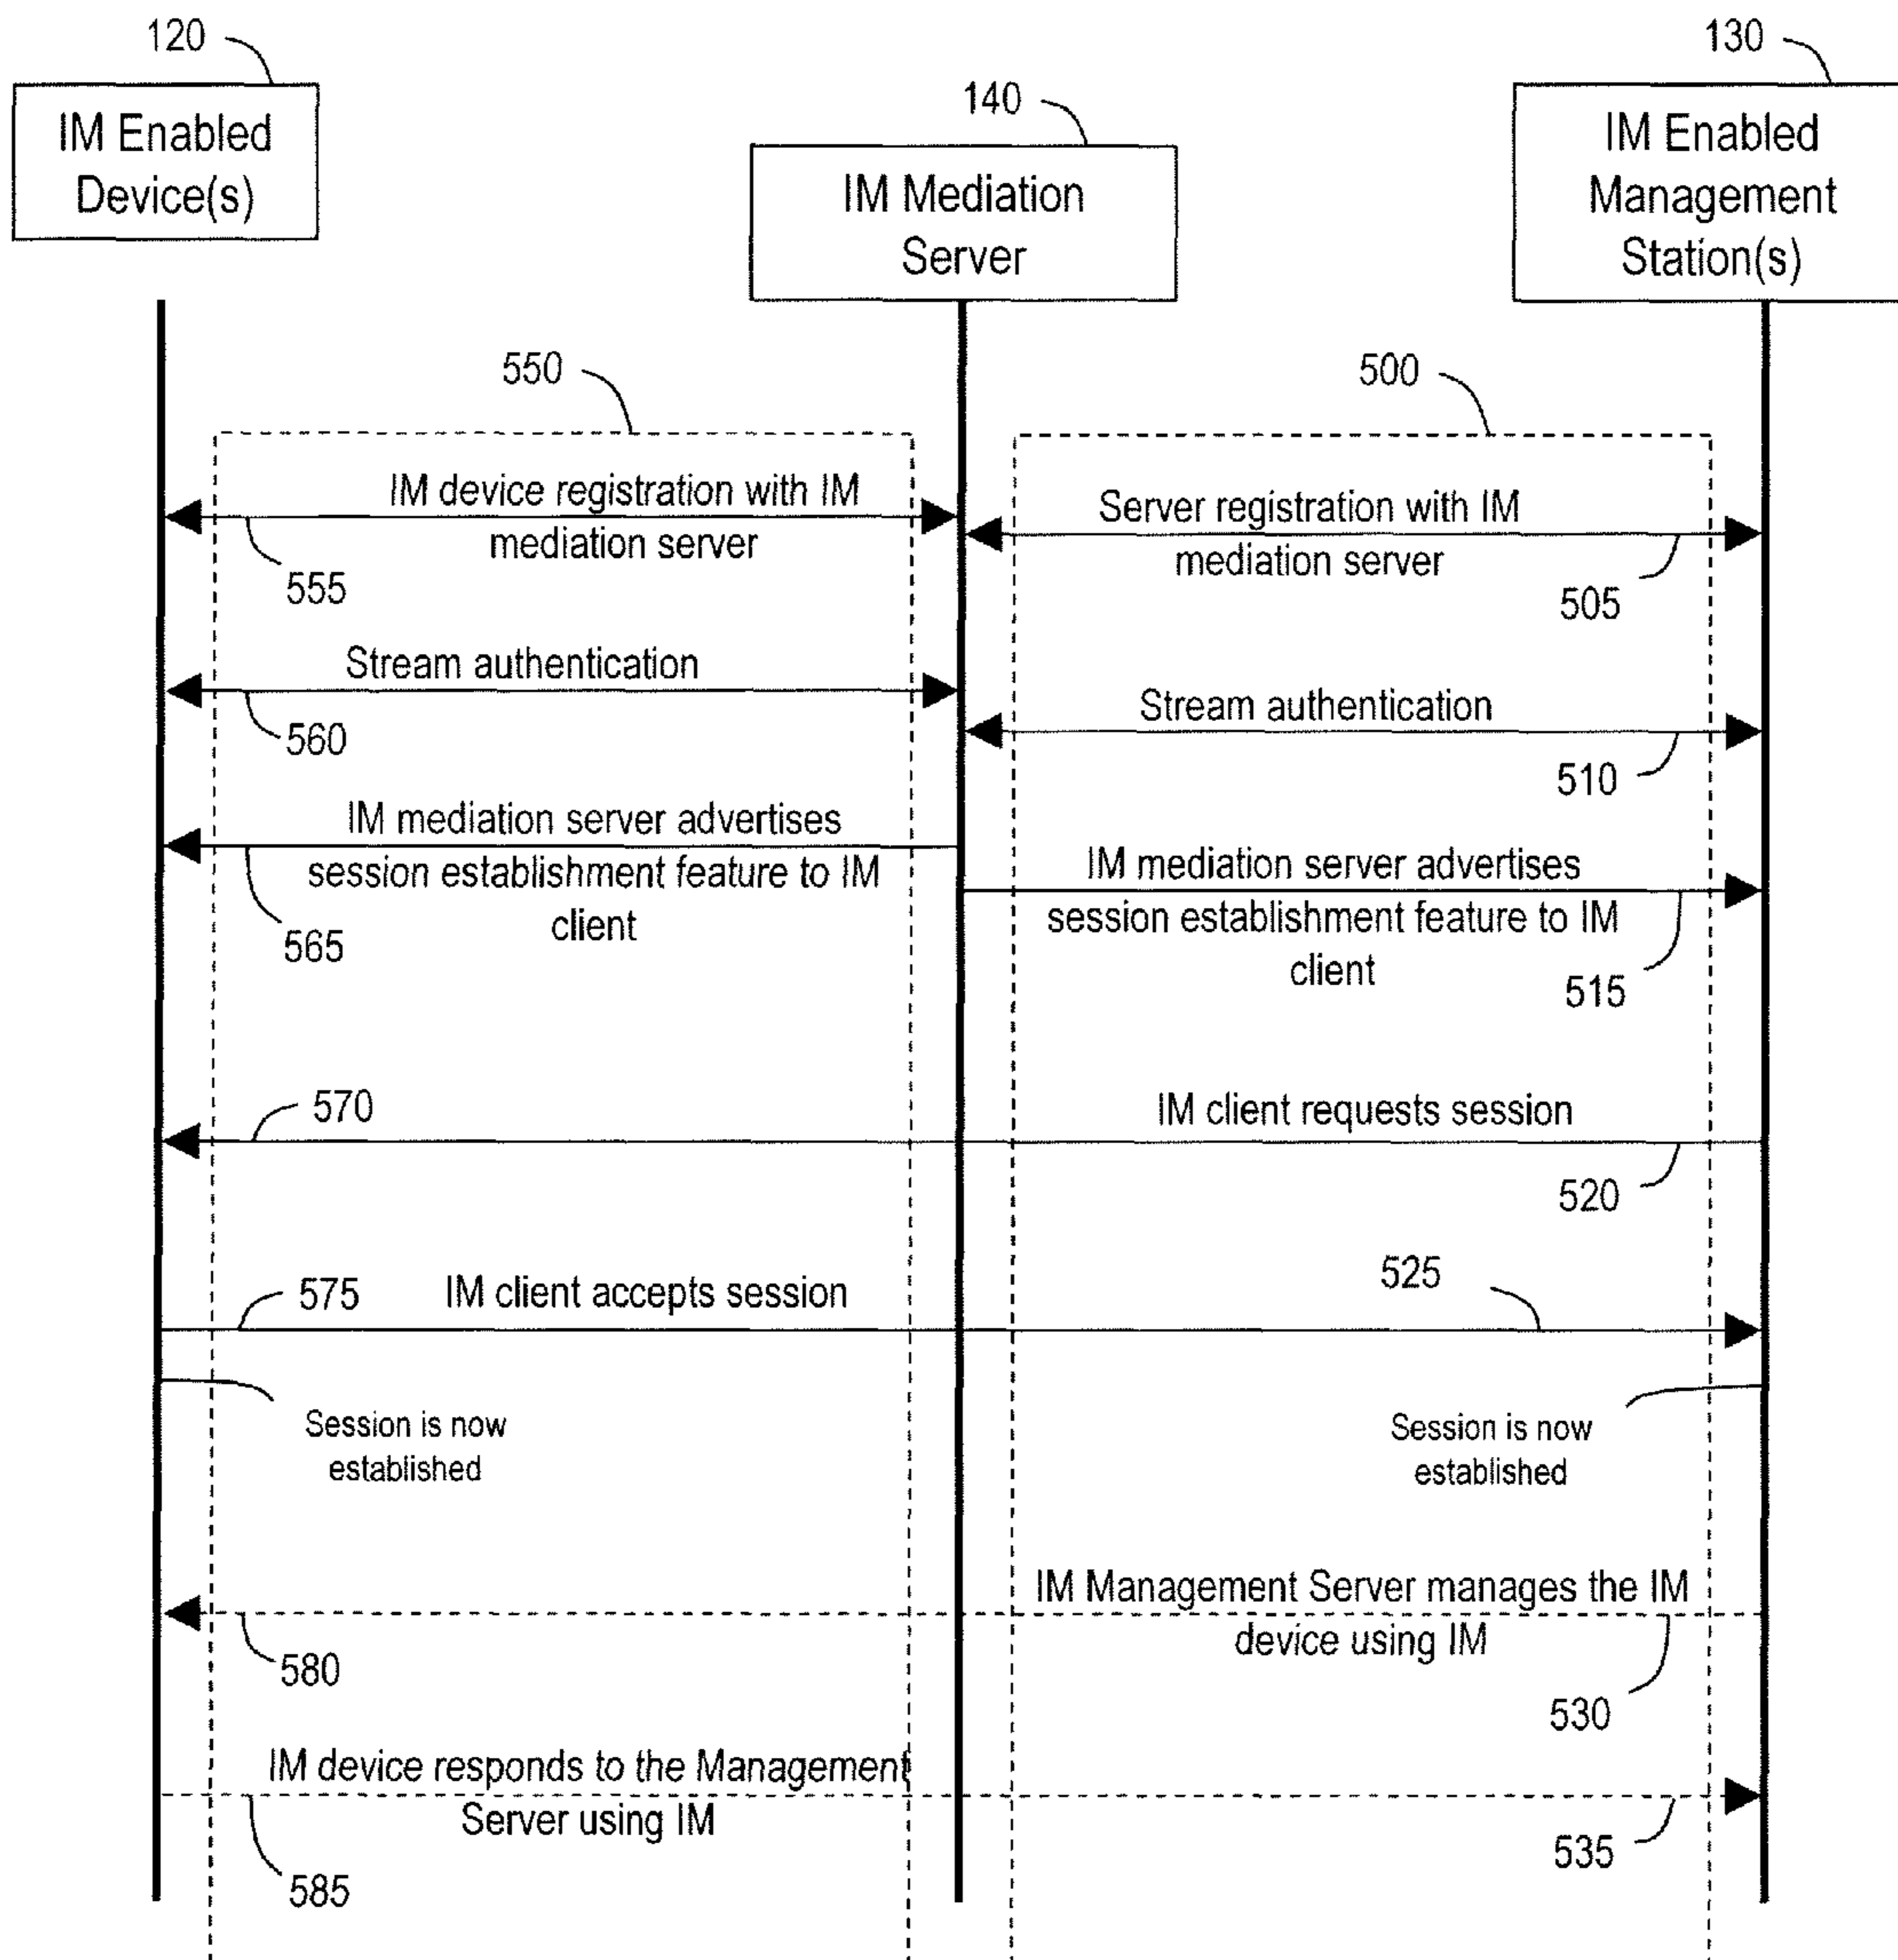 120
130
140
IM Enabled
Device(s)
IM Mediation
Server
IM Enabled
Management
Station(s)
550
500
IM device registration with IM
mediation server
555
Server registration with IM
mediation server
505
Stream authentication
560
Stream authentication
510
IM mediation server advertises
session establishment feature to IM
client
565
IM mediation server advertises
session establishment feature to IM
client
515
570
IM client requests session
520
575
IM client accepts session
525
Session is now
established
Session is now
established
IM Management Server manages the IM
device using IM
580
530
IM device responds to the Management
Server using IM
585
535